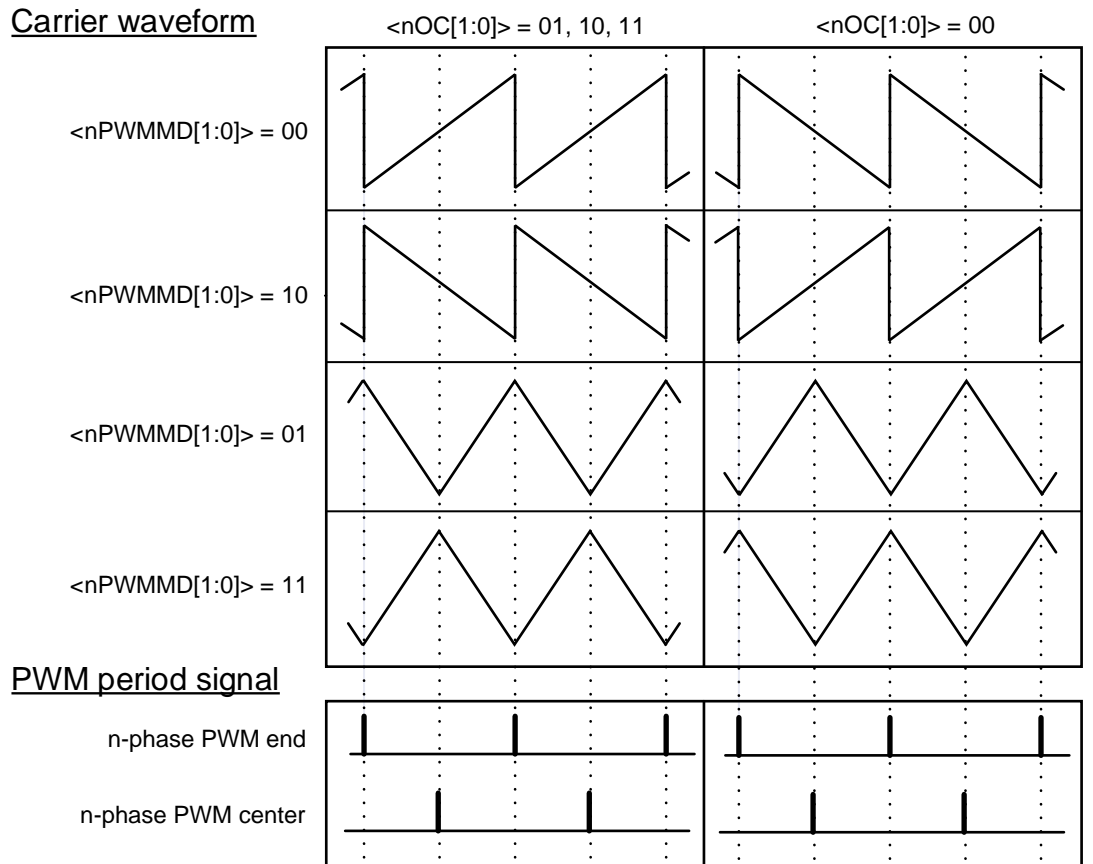 Carrier waveform
<nOC[1:0]> = 01, 10, 11
<nOC[1:0]> = 00
<nPWMMD[1:0]> = 00
<nPWMMD[1:0]> = 10
<nPWMMD[1:0]> = 01
<nPWMMD[1:0]> = 11
PWM period signal
n-phase PWM end
n-phase PWM center